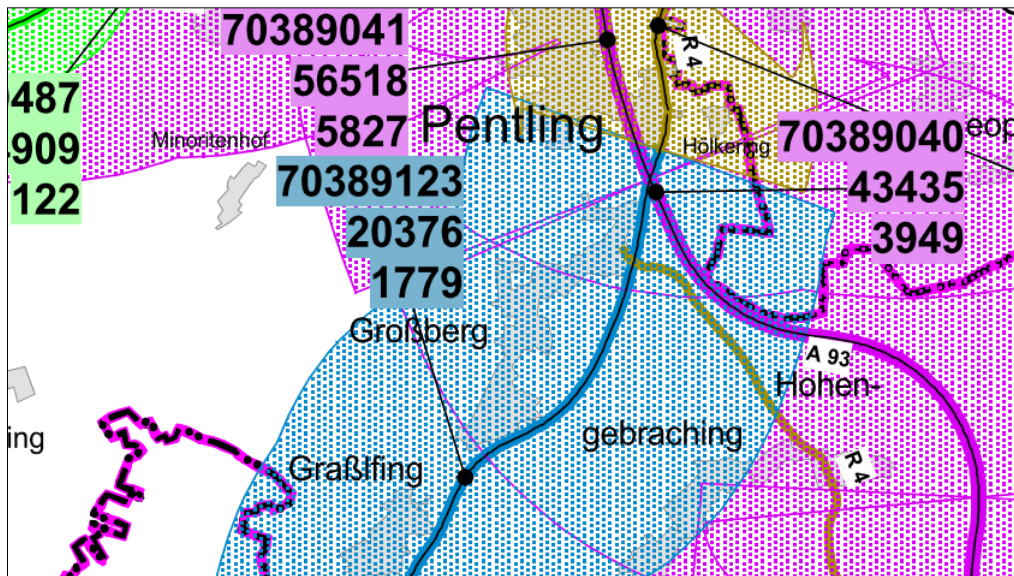 70389041
56518
5827
487
909
122
Minoritenhof
Pentling
R 4
Hölkering
70389040
43435
3949
70389123
20376
1779
Großberg
A 93
Hohen-
gebraching
Graßlfing
ing
R 4